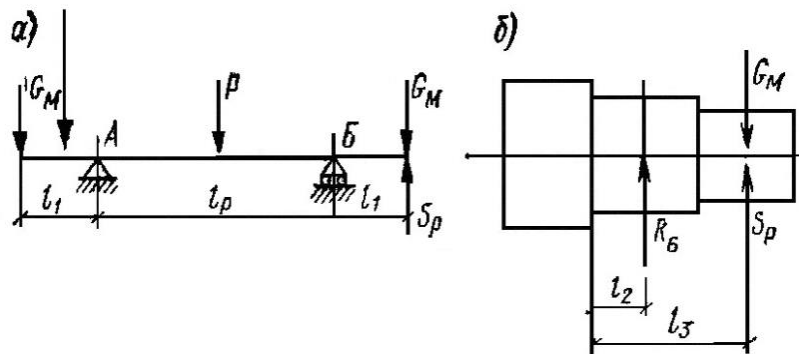 а) б)
G_M A P Б G_M G_M
l_1 l_p l_1 S_p R_б S_p
l_2
l_3